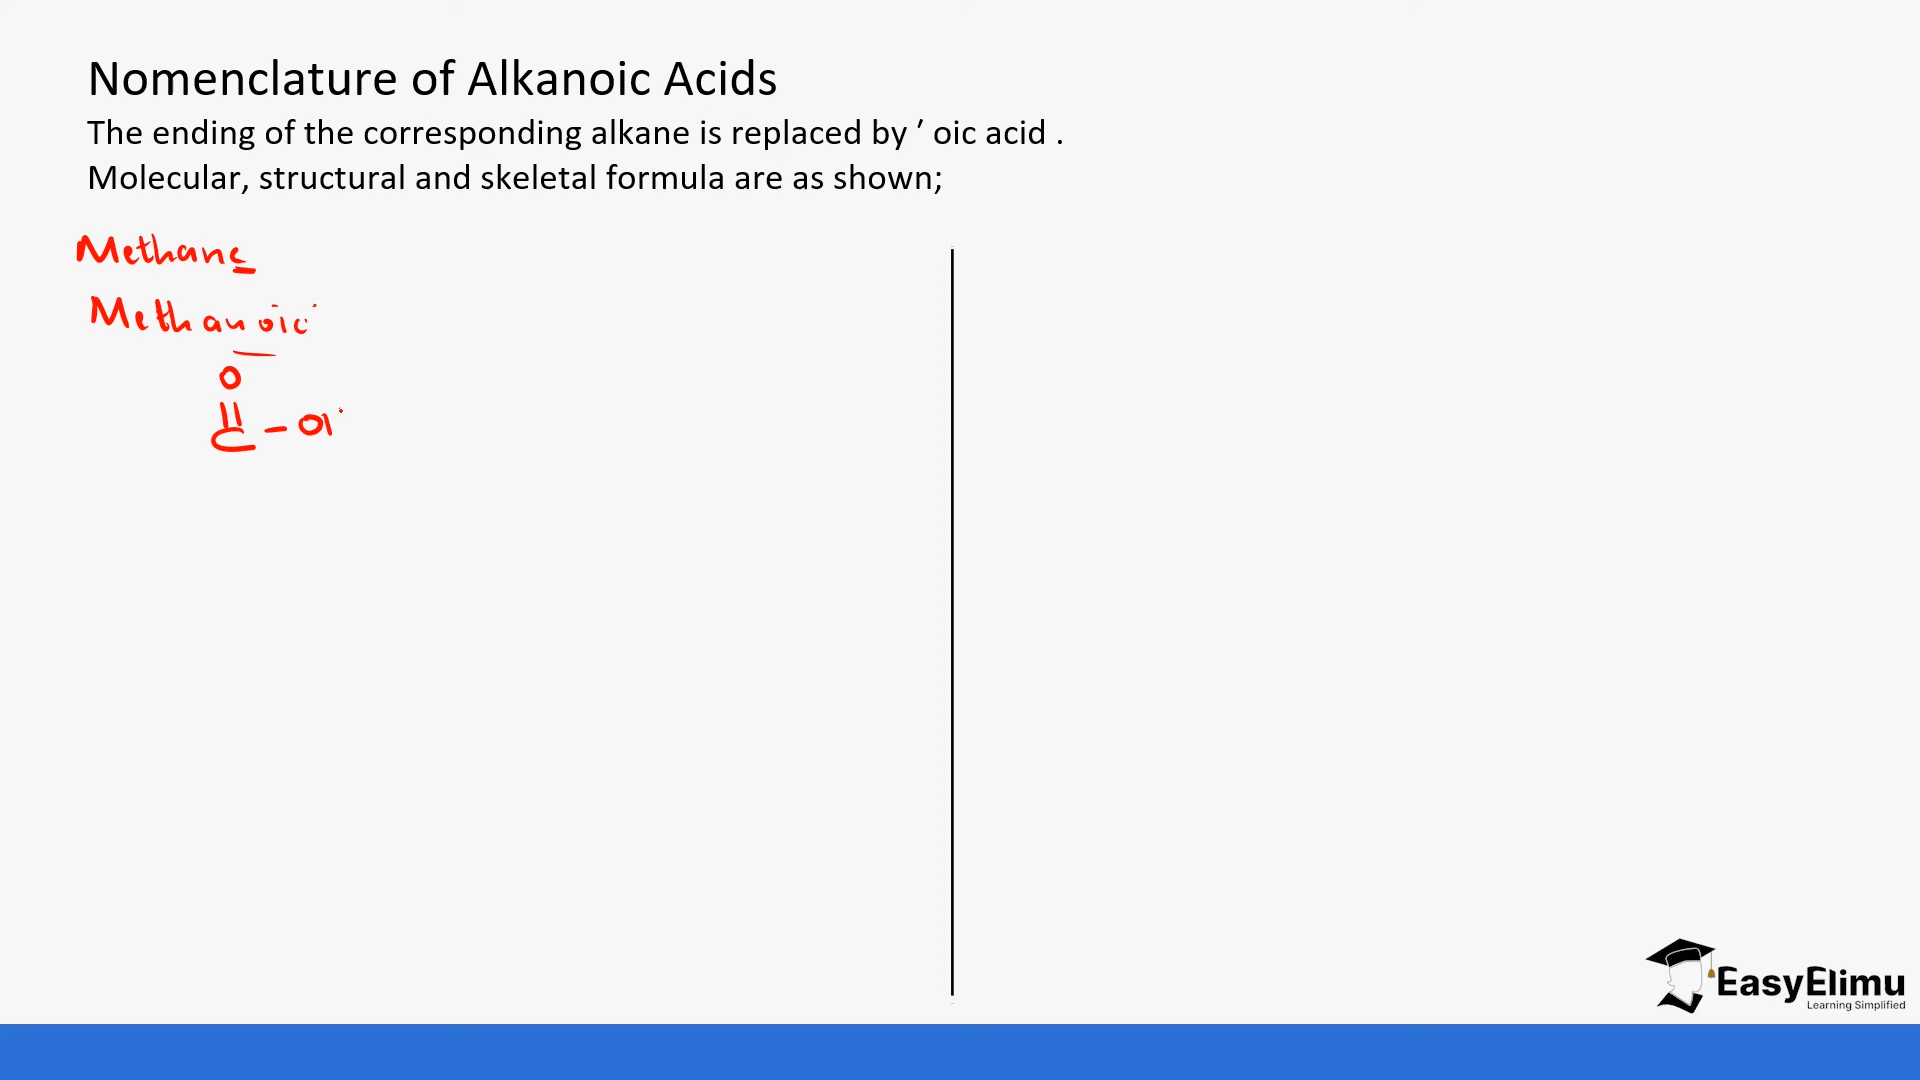 Nomenclature of Alkanoic Acids
The ending of the corresponding alkane is replaced by ′ oic acid .
Molecular, structural and skeletal formula are as shown;
Methane
Methanoic
O
C - O
EasyElimu
Learning Simplified